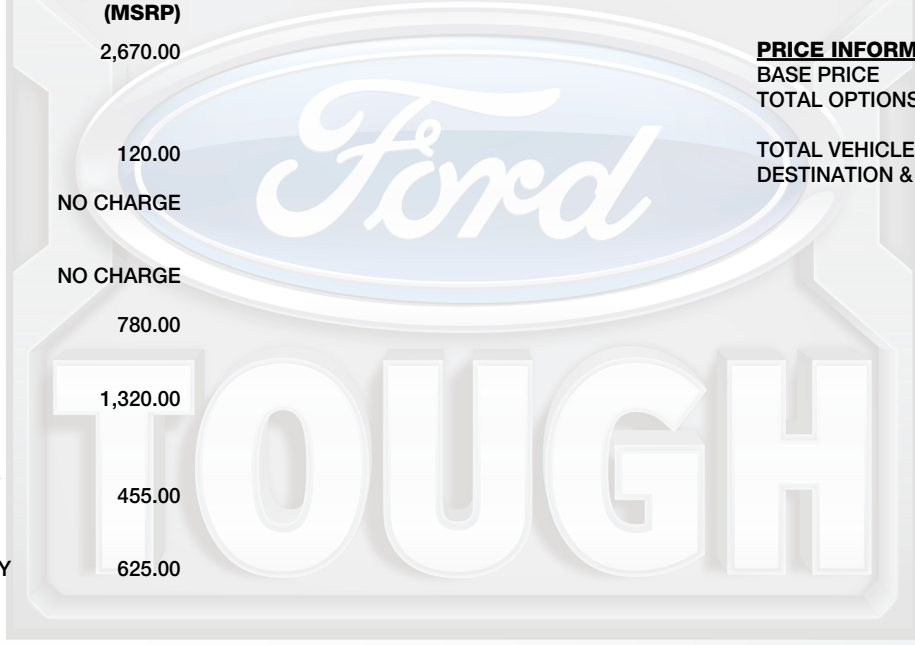 (MSRP)
2,670.00
120.00
NO CHARGE
NO CHARGE
780.00
1,320.00
455.00
Y 625.00
PRICE INFORM
BASE PRICE
TOTAL OPTIONS
TOTAL VEHICLE
DESTINATION &
Ford
TOUGH